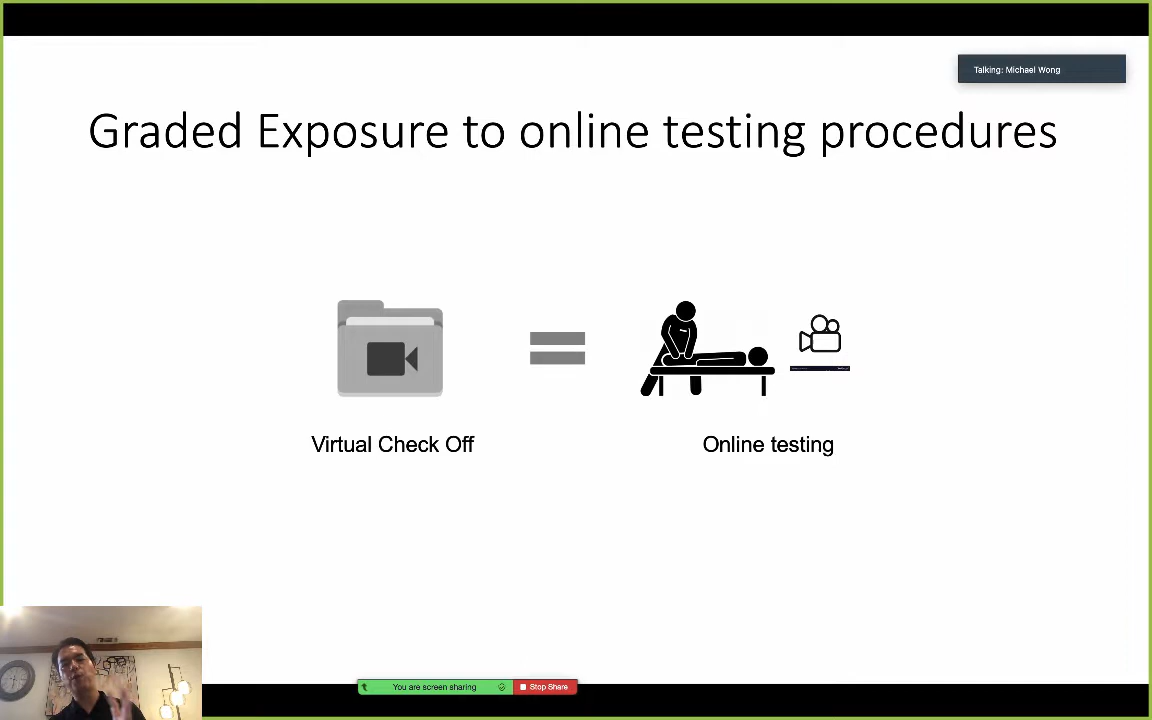 Talking: Michael Wong
Graded Exposure to online testing procedures
Virtual Check Off
Online testing
You are screen sharing
Stop Share